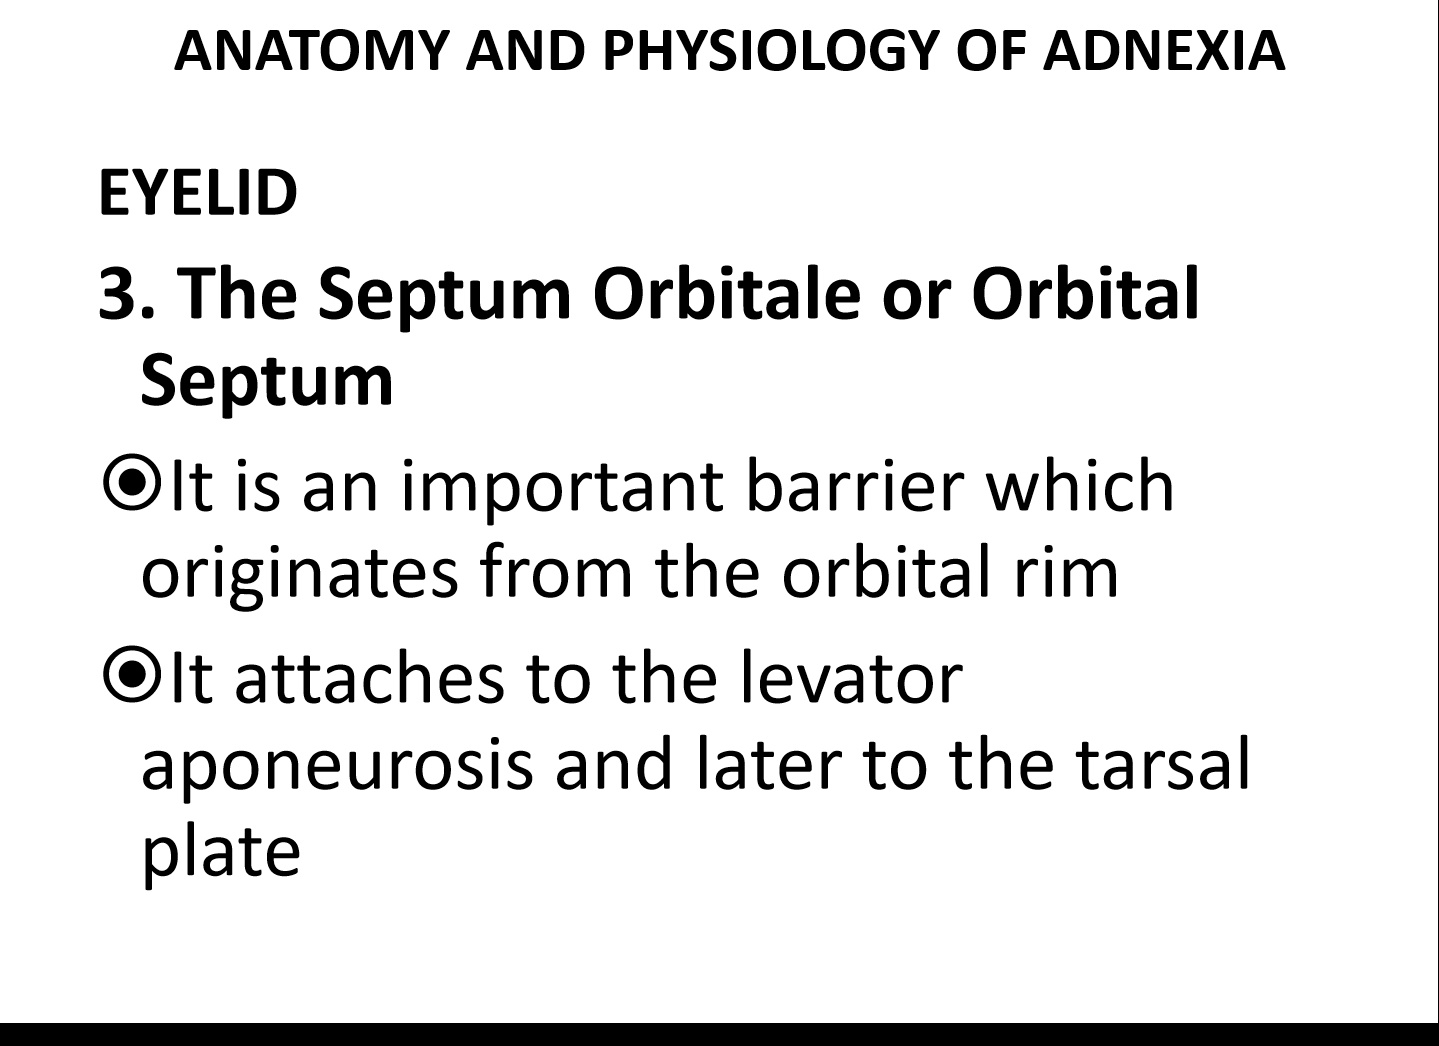 ANATOMY AND PHYSIOLOGY OF ADNEXIA
EYELID
3. The Septum Orbitale or Orbital
Septum
It is an important barrier which
originates from the orbital rim
It attaches to the levator
aponeurosis and later to the tarsal
plate